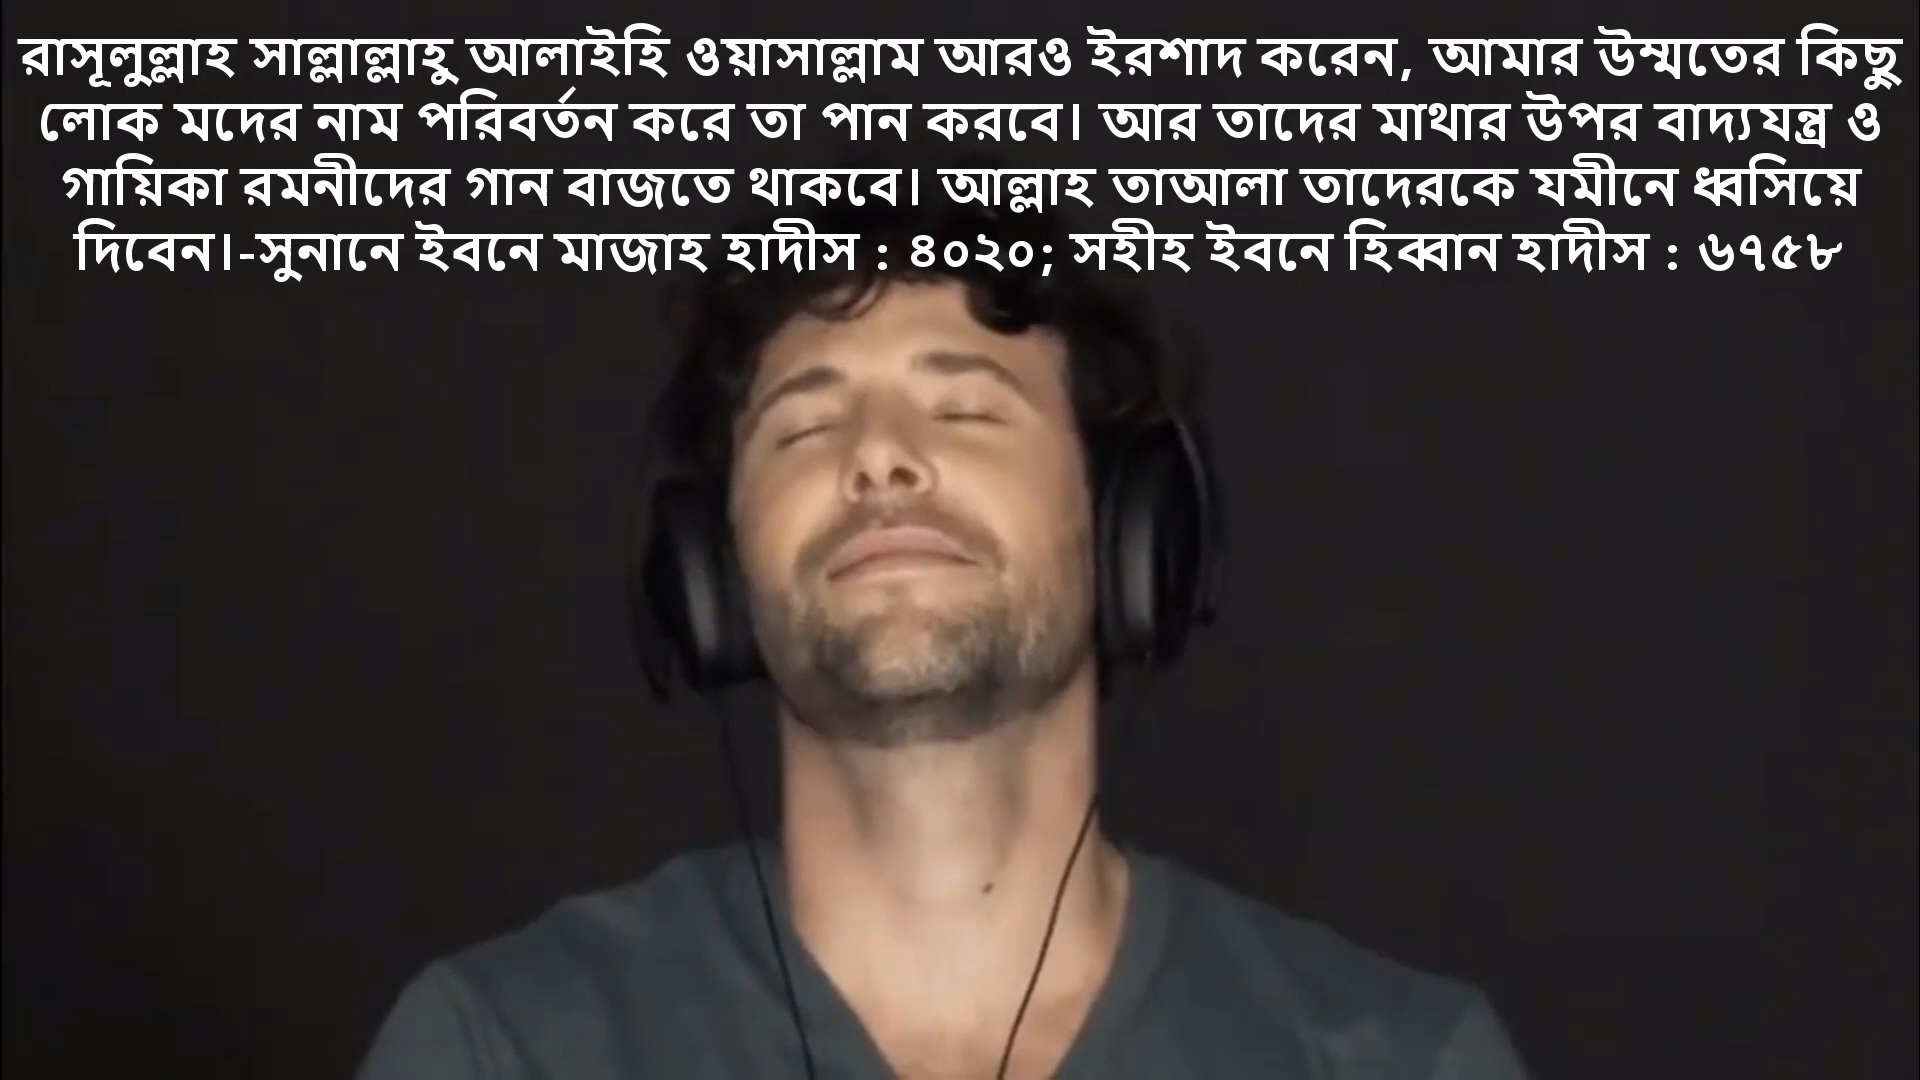 রাসূলুল্লাহ সাল্লাল্লাহু আলাইহি ওয়াসাল্লাম আরও ইরশাদ করেন, আমার উম্মতের কিছু
লোক মদের নাম পরিবর্তন করে তা পান করবে। আর তাদের মাথার উপর বাদ্যযন্ত্র ও
গায়িকা রমনীদের গান বাজতে থাকবে। আল্লাহ তাআলা তাদেরকে যমীনে ধ্বসিয়ে
দিবেন।-সুনানে ইবনে মাজাহ হাদীস : ৪০২০; সহীহ ইবনে হিব্বান হাদীস : ৬৭৫৮